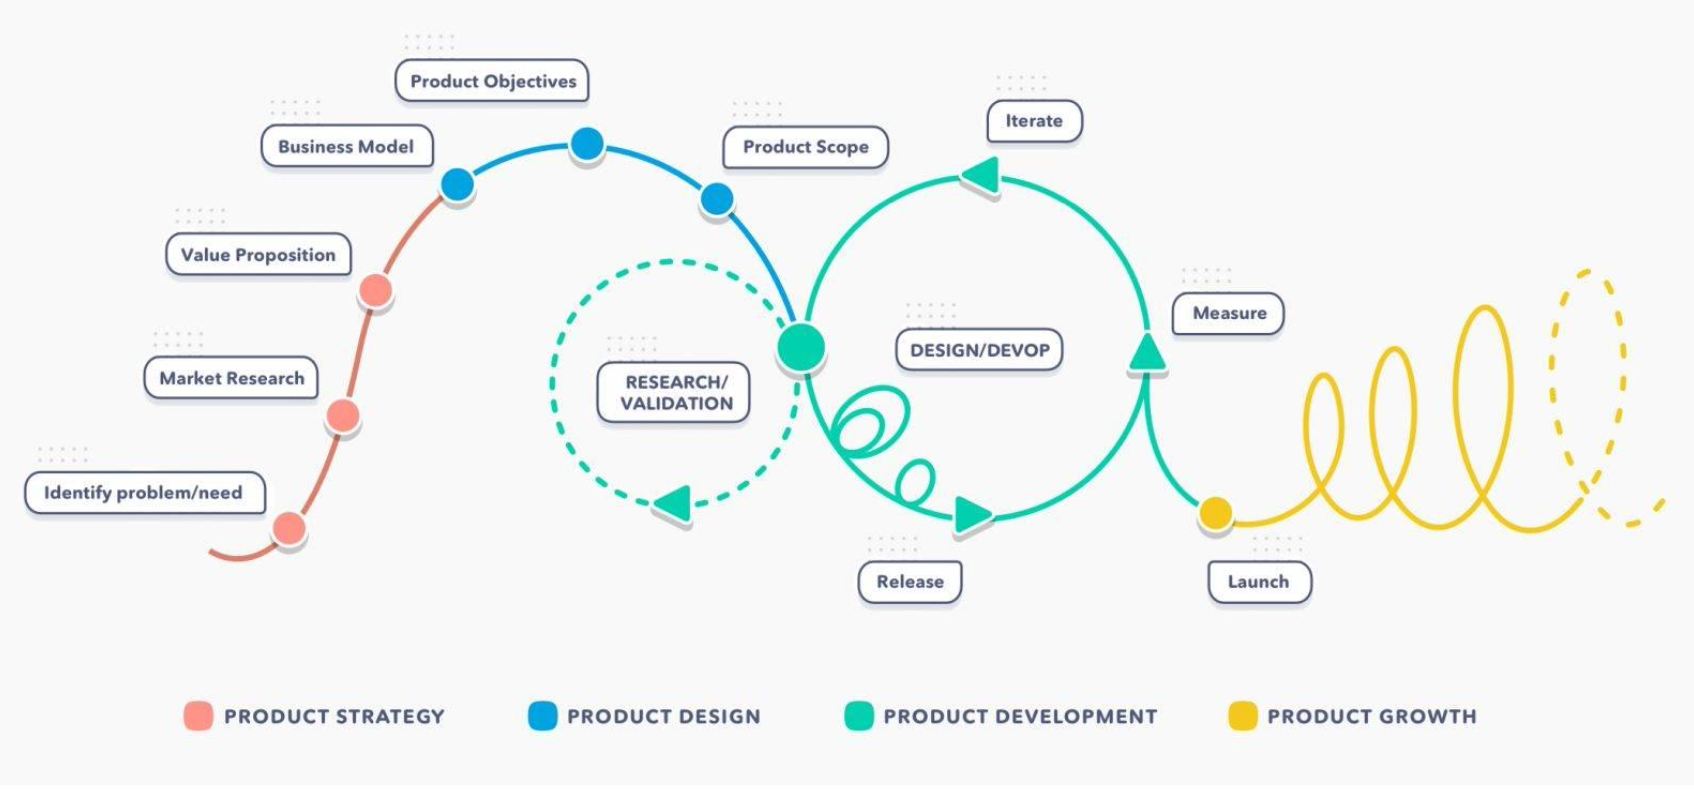 Product Objectives
Business Model
Product Scope
Iterate
Value Proposition
Measure
DESIGN/DEVOP
Market Research
RESEARCH/
VALIDATION
Identify problem/need
Release
Launch
PRODUCT STRATEGY
PRODUCT DESIGN
PRODUCT DEVELOPMENT
PRODUCT GROWTH